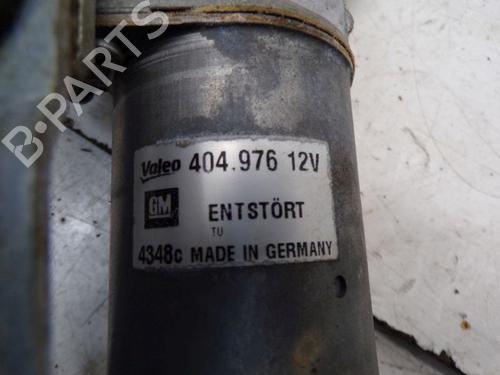 B-PARTS
Valeo 404.976 12V
GM ENTSTÖRT
TU
4348c MADE IN GERMANY